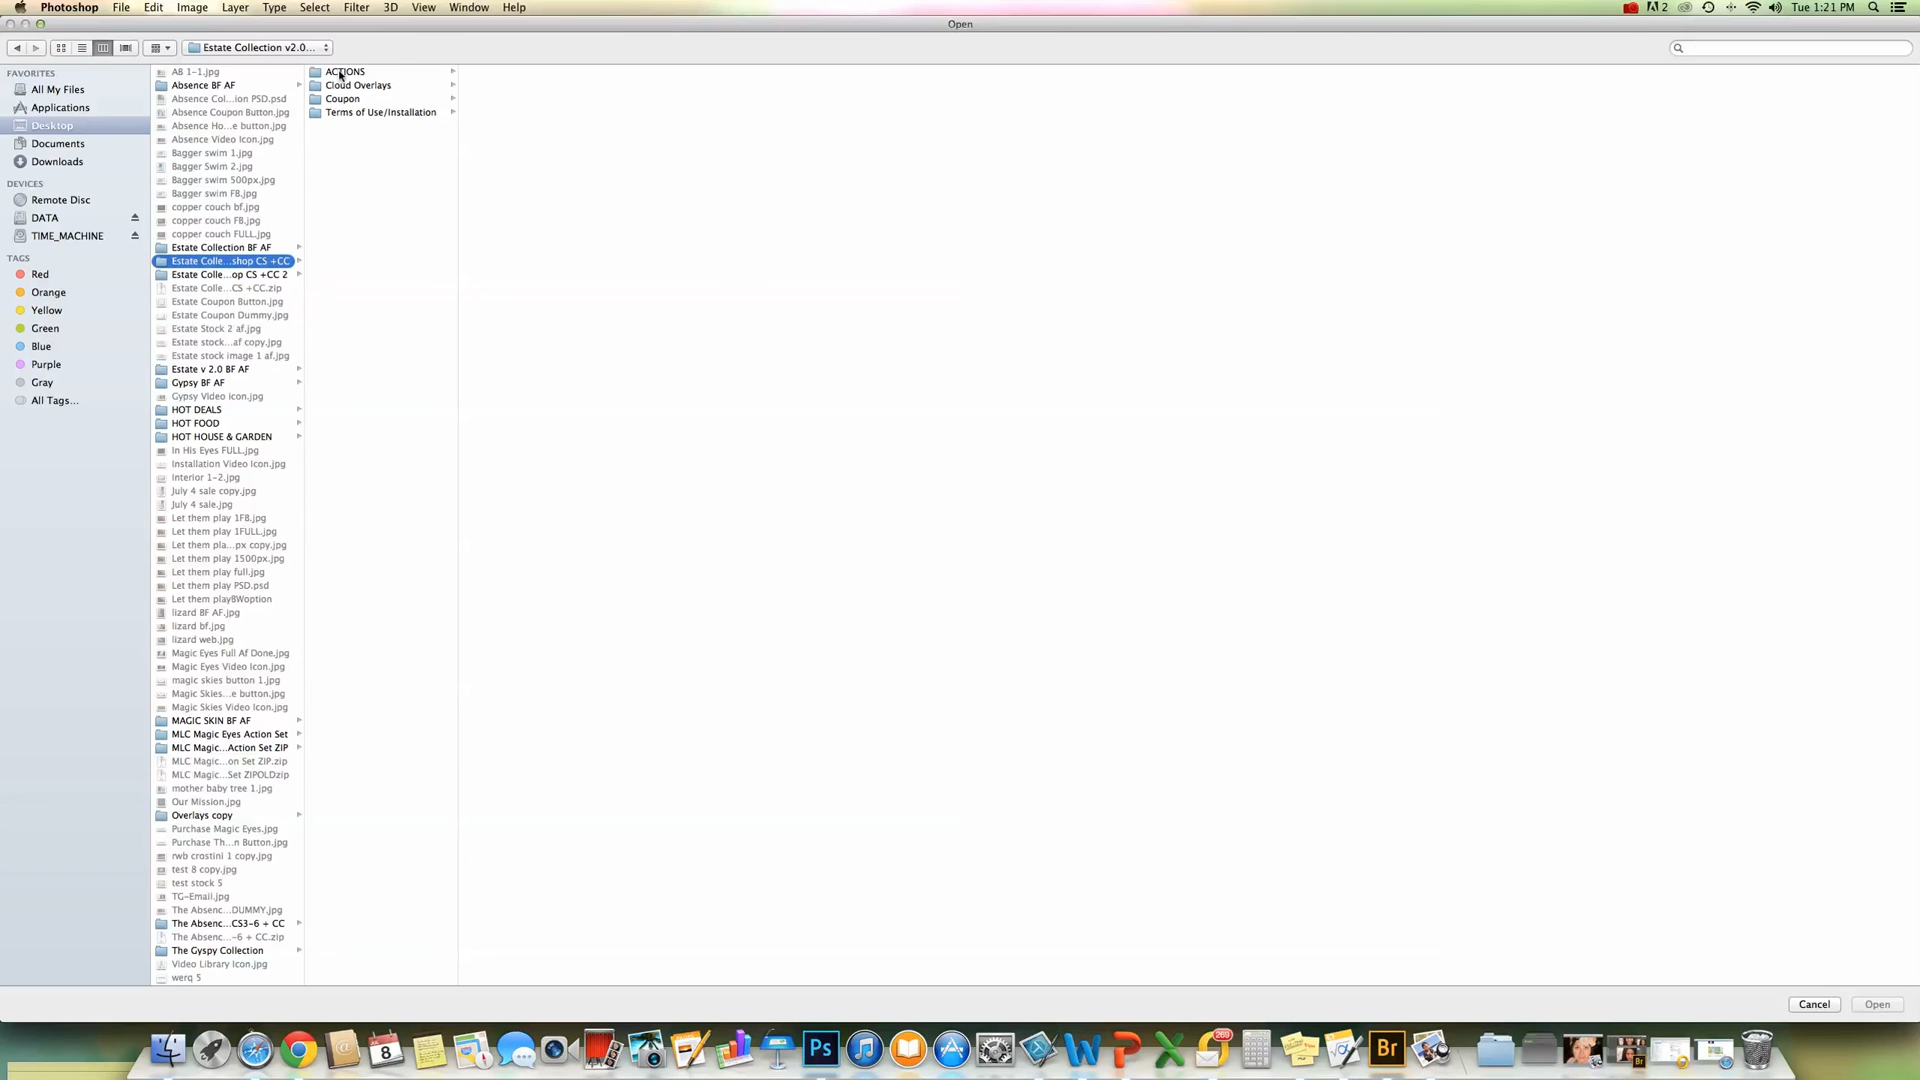 Photoshop File Edit Image Layer Type Select Filter 3D View Window Help 2 Tue 1:21 PM
Open
Estate Collection v2.0...
FAVORITES
All My Files
Applications
Desktop
Documents
Downloads
DEVICES
Remote Disc
DATA
TIME_MACHINE
TAGS
Red
Orange
Yellow
Green
Blue
Purple
Gray
All Tags...
AB 1-1.jpg
Absence BF AF
Absence Col...ion PSD.psd
Absence Coupon Button.jpg
Absence Ho...e button.jpg
Absence Video Icon.jpg
Bagger swim 1.jpg
Bagger Swim 2.jpg
Bagger swim 500px.jpg
Bagger swim FB.jpg
copper couch bf.jpg
copper couch FB.jpg
copper couch FULL.jpg
Estate Collection BF AF
Estate Colle...shop CS +CC
Estate Colle...op CS +CC 2
Estate Colle...CS +CC.zip
Estate Coupon Button.jpg
Estate Coupon Dummy.jpg
Estate Stock 2 af.jpg
Estate stock...af copy.jpg
Estate stock image 1 af.jpg
Estate v 2.0 BF AF
Gypsy BF AF
Gypsy Video icon.jpg
HOT DEALS
HOT FOOD
HOT HOUSE & GARDEN
In His Eyes FULL.jpg
Installation Video Icon.jpg
Interior 1-2.jpg
July 4 sale copy.jpg
July 4 sale.jpg
Let them play 1FB.jpg
Let them play 1FULL.jpg
Let them pla...px copy.jpg
Let them play 1500px.jpg
Let them play full.jpg
Let them play PSD.psd
Let them playBWoption
lizard BF AF.jpg
lizard bf.jpg
lizard web.jpg
Magic Eyes Full Af Done.jpg
Magic Eyes Video Icon.jpg
magic skies button 1.jpg
Magic Skies...e button.jpg
Magic Skies Video Icon.jpg
MAGIC SKIN BF AF
MLC Magic Eyes Action Set
MLC Magic...Action Set ZIP
MLC Magic...on Set ZIP.zip
MLC Magic...Set ZIPOLDzip
mother baby tree 1.jpg
Our Mission.jpg
Overlays copy
Purchase Magic Eyes.jpg
Purchase Th...n Button.jpg
rwb crostini 1 copy.jpg
test 8 copy.jpg
test stock 5
TG-Email.jpg
The Absenc...DUMMY.jpg
The Absenc...CS3-6 + CC
The Absenc...-6 + CC.zip
The Gyspy Collection
Video Library Icon.jpg
werq 5
ACTIONS
Cloud Overlays
Coupon
Terms of Use/Installation
Cancel Open
8 Ps W P X 269 Br